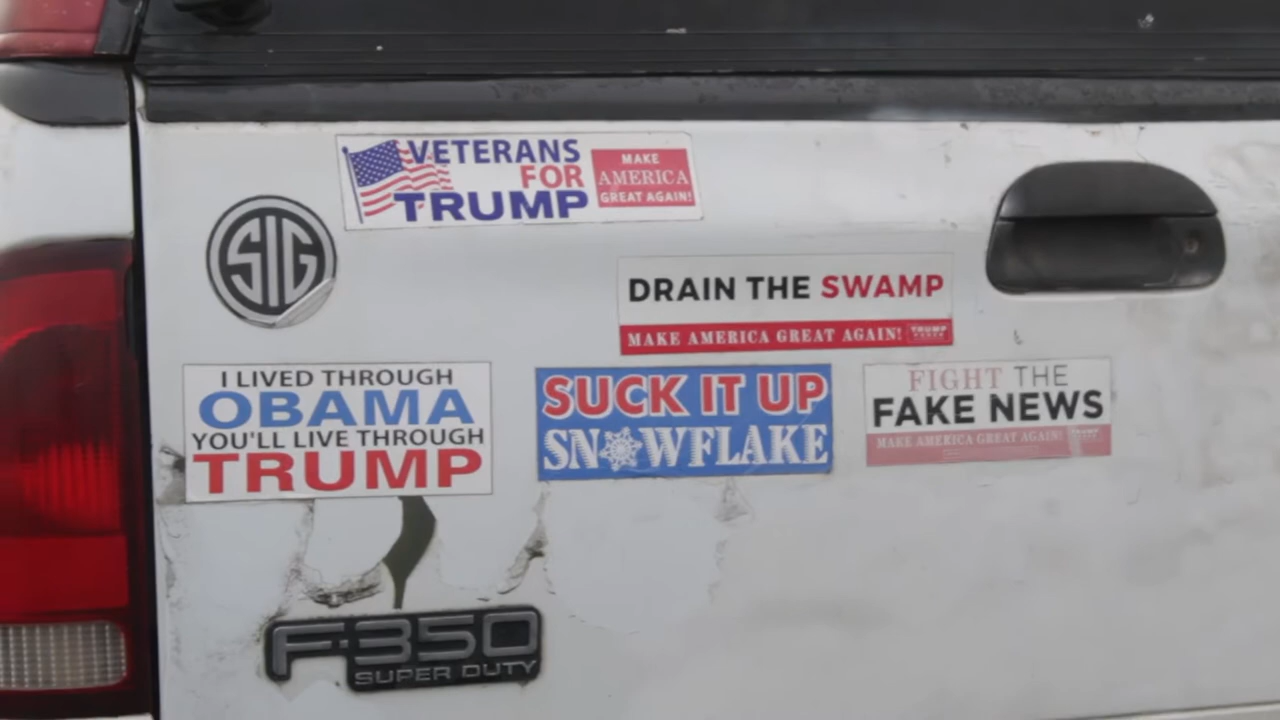 VETERANS
FOR
TRUMP
MAKE
AMERICA
GREAT AGAIN!
SIG
DRAIN THE SWAMP
MAKE AMERICA GREAT AGAIN!
TRUMP
I LIVED THROUGH
OBAMA
YOU'LL LIVE THROUGH
TRUMP
SUCK IT UP
SNOWFLAKE
FIGHT THE
FAKE NEWS
MAKE AMERICA GREAT AGAIN!
TRUMP
F-350
SUPER DUTY